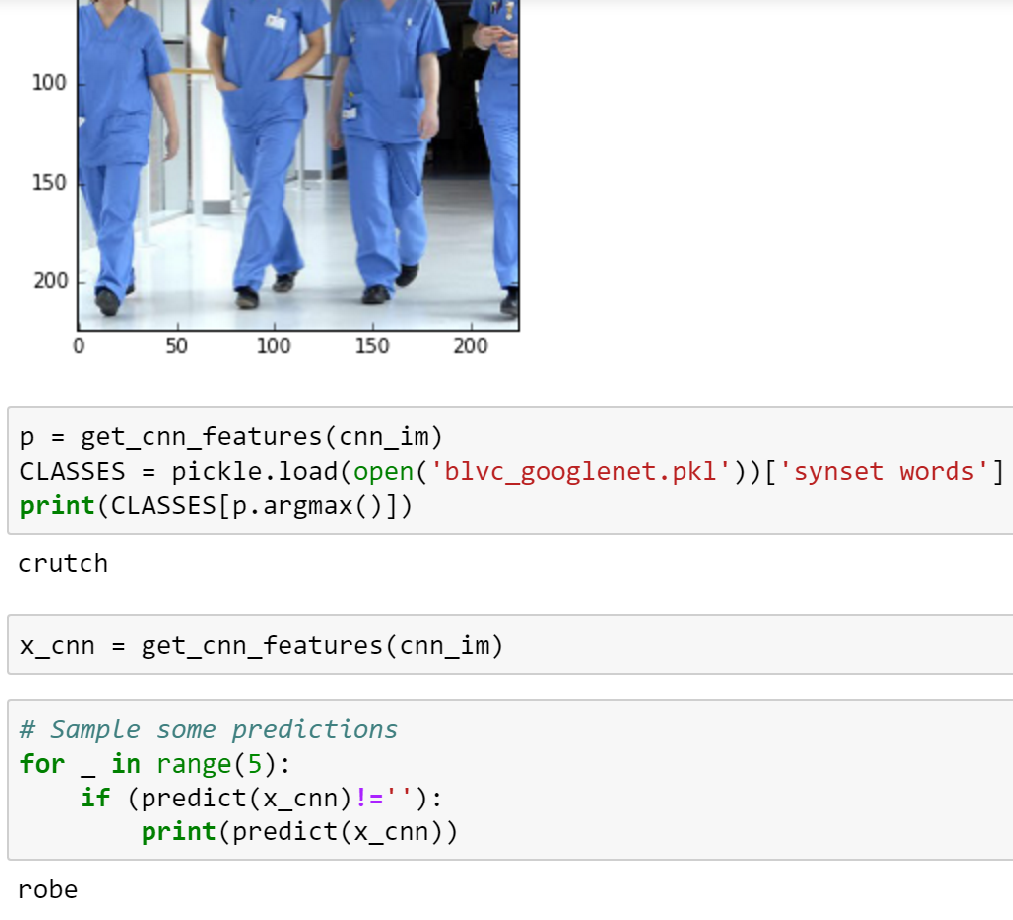 100
150
200
0 50 100 150 200
p = get_cnn_features(cnn_im)
CLASSES = pickle.load(open('blvc_googlenet.pkl'))['synset words']
print(CLASSES[p.argmax()])
crutch
x_cnn = get_cnn_features(cnn_im)
# Sample some predictions
for _ in range(5):
    if (predict(x_cnn)!=''):
        print(predict(x_cnn))
robe